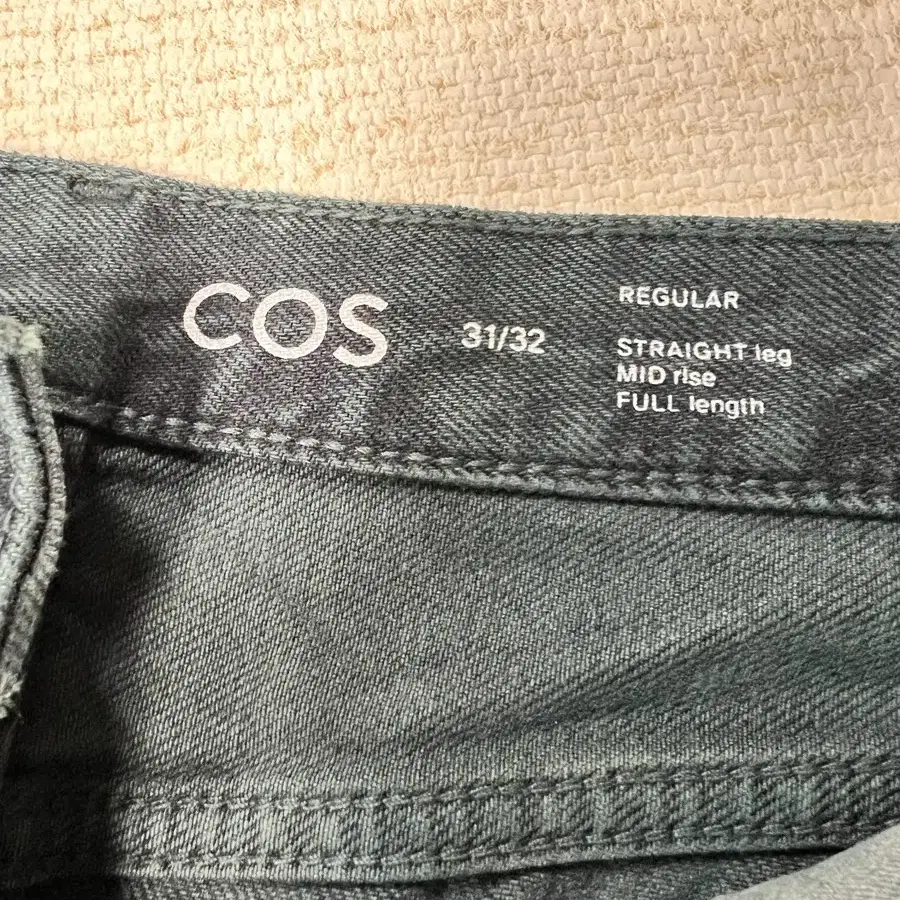 COS
31/32
REGULAR
STRAIGHT leg
MID rise
FULL length